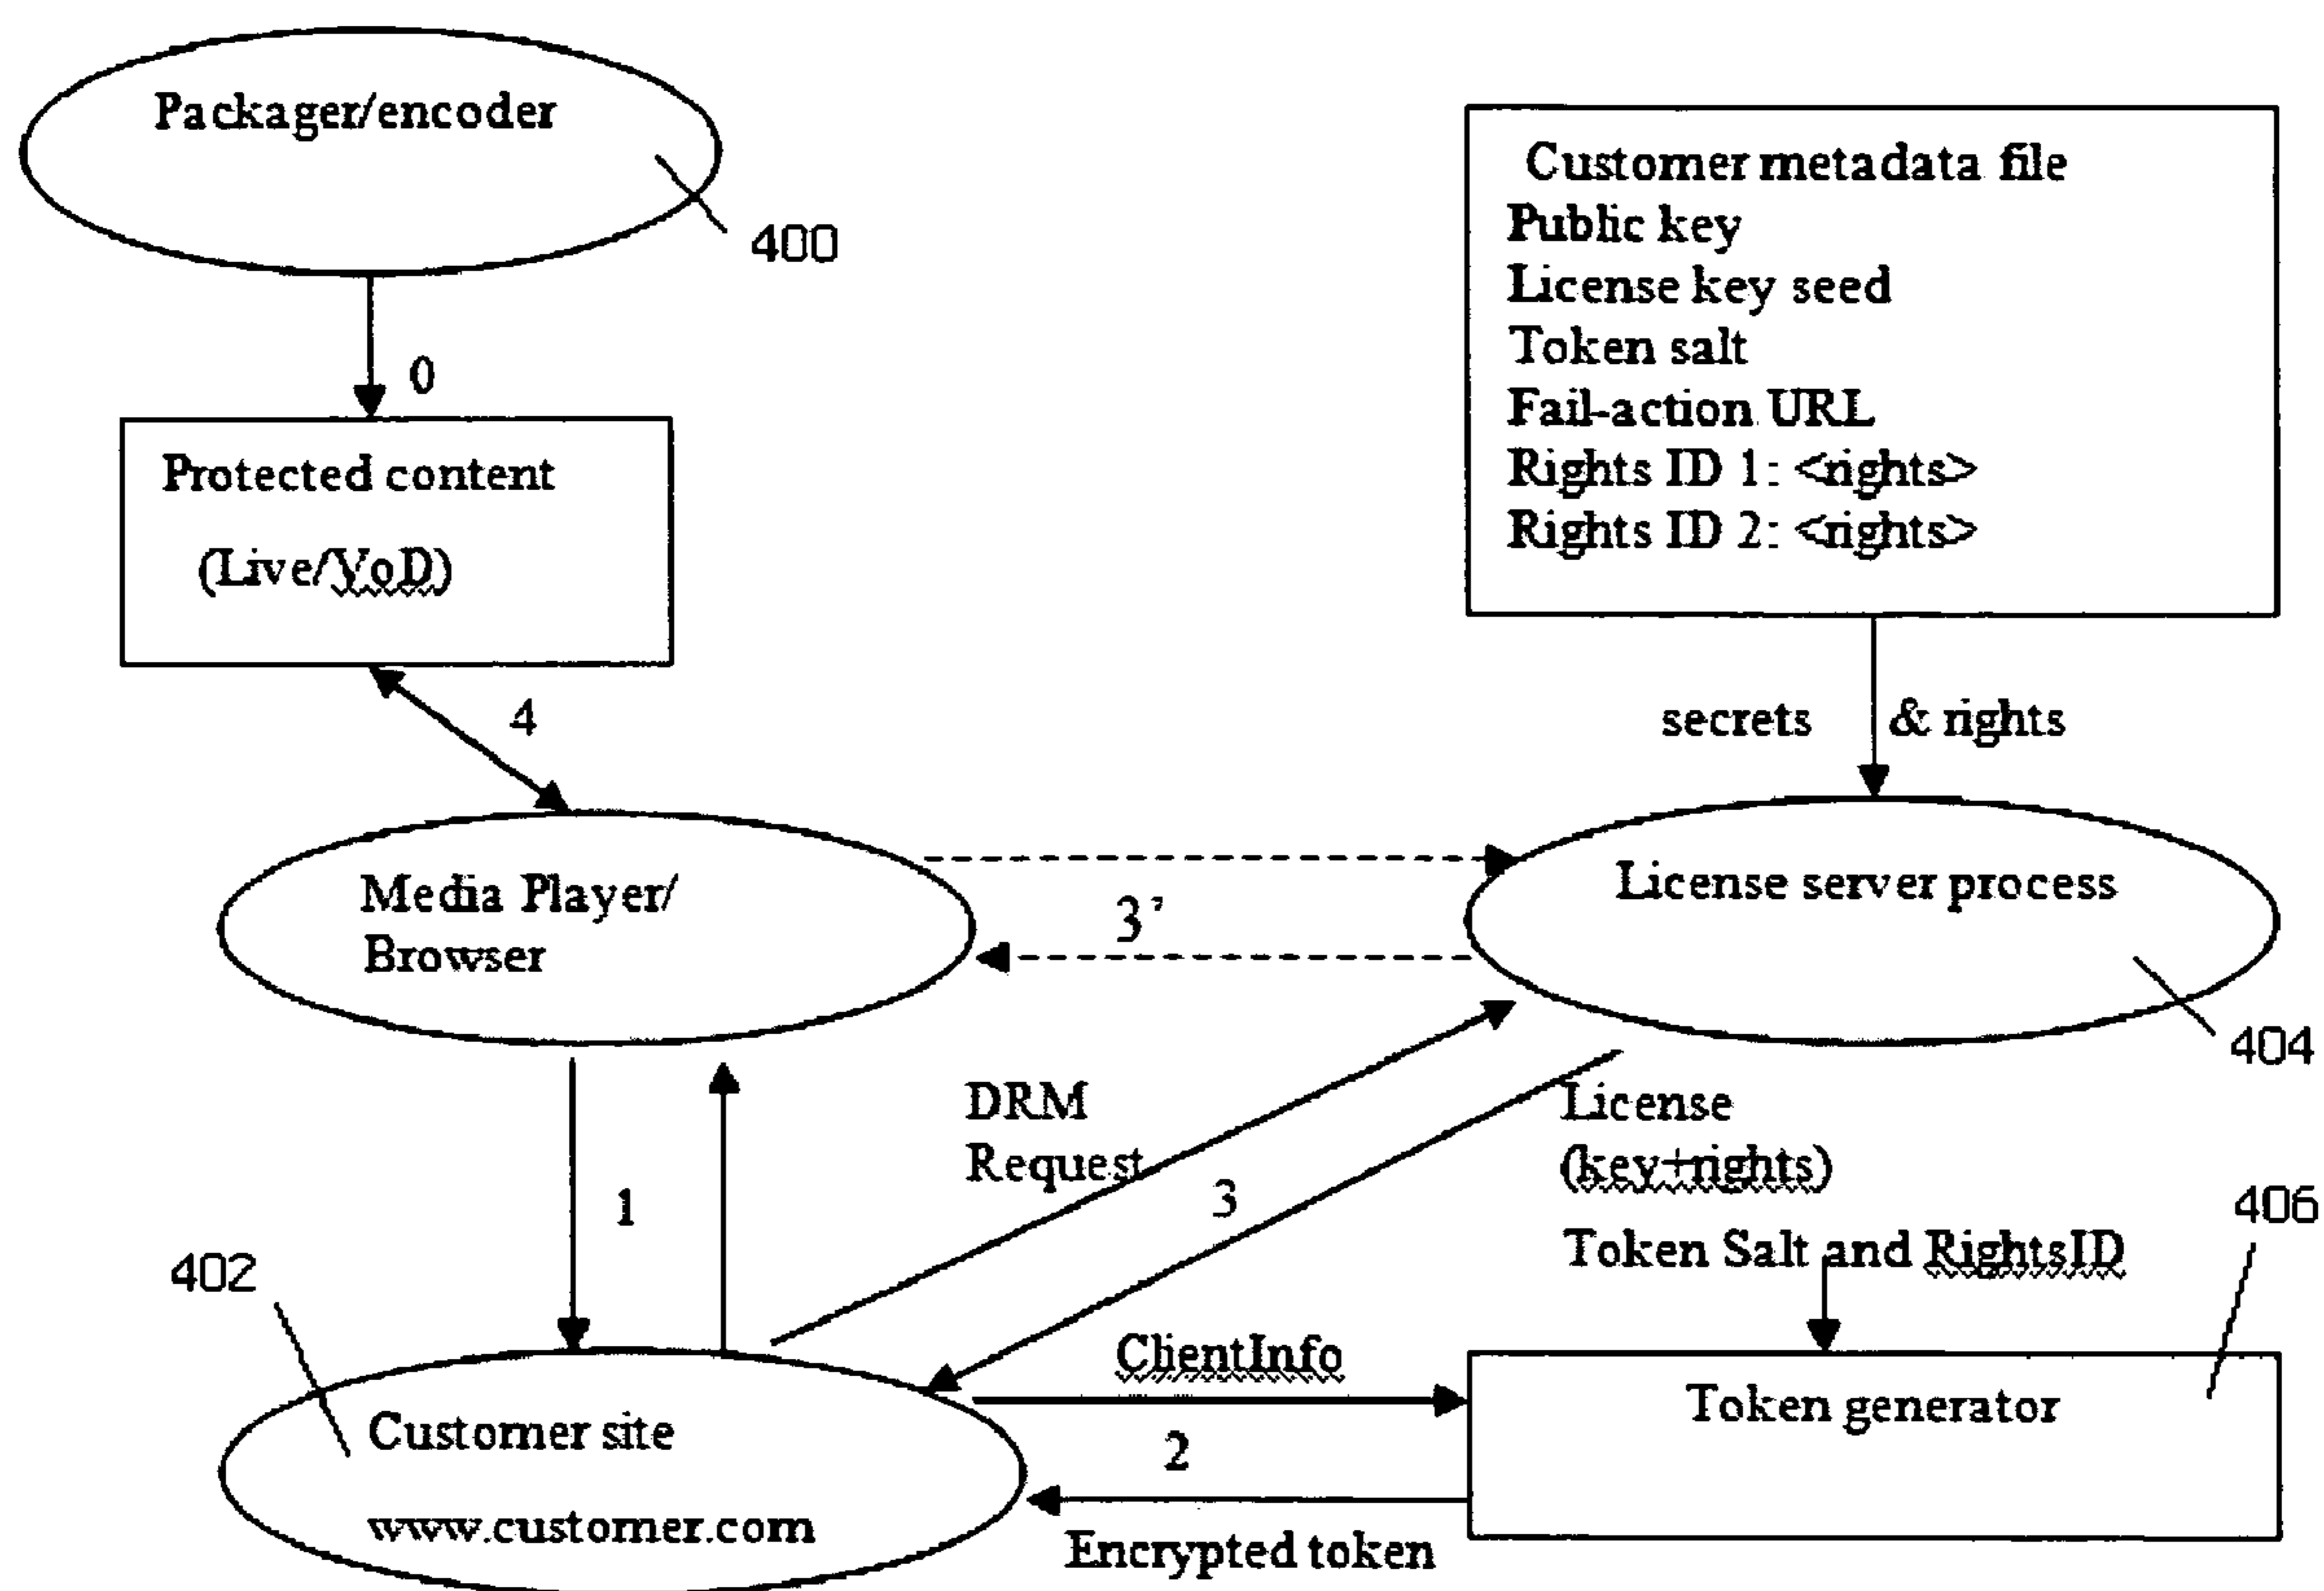 Packager/encoder
400
0
Protected content
(Live/VoD)
4
Customer metadata file
Public key
License key seed
Token salt
Fail-action URL
Rights ID 1: <rights>
Rights ID 2: <rights>
secrets & rights
Media Player/
Browser
3'
License server process
404
1
DRM
Request
3
License
(key+rights)
Token Salt and RightsID
406
402
Customer site
www.customer.com
ClientInfo
2
Encrypted token
Token generator